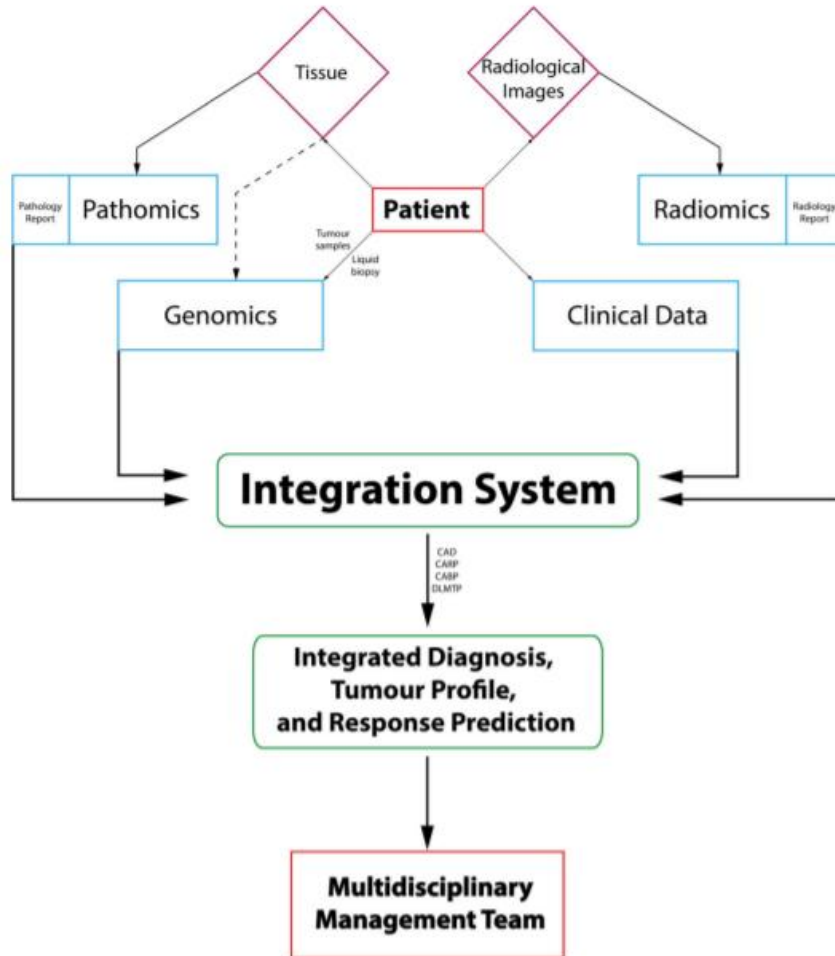 Tissue
Radiological
Images
Pathology
Report
Pathomics
Patient
Radiomics
Radiology
Report
Tumour
samples
Liquid
biopsy
Genomics
Clinical Data
Integration System
CAD
CARP
CABP
DLMTP
Integrated Diagnosis,
Tumour Profile,
and Response Prediction
Multidisciplinary
Management Team